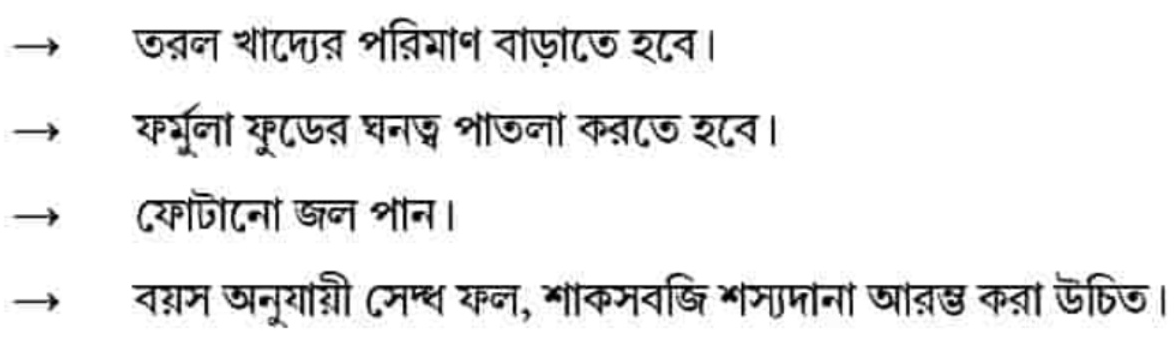 → তরল খাদ্যের পরিমাণ বাড়াতে হবে।
→ ফর্মুলা ফুডের ঘনত্ব পাতলা করতে হবে।
→ ফোটানো জল পান।
→ বয়স অনুযায়ী সেদ্ধ ফল, শাকসবজি শস্যদানা আরম্ভ করা উচিত।